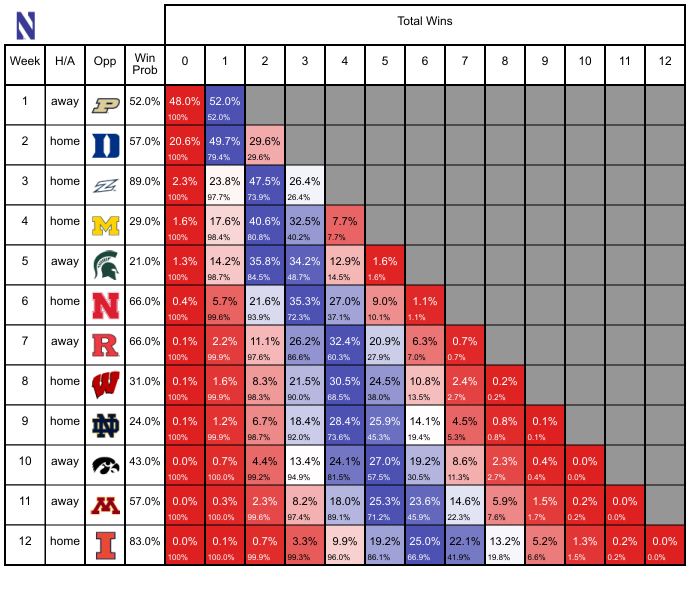 N
Total Wins
Week H/A Opp Win Prob 0 1 2 3 4 5 6 7 8 9 10 11 12
1 away P 52.0% 48.0% 52.0%
100% 52.0%
2 home D 57.0% 20.6% 49.7% 29.6%
100% 79.4% 29.6%
3 home Z 89.0% 2.3% 23.8% 47.5% 26.4%
100% 97.7% 73.9% 26.4%
4 home M 29.0% 1.6% 17.6% 40.6% 32.5% 7.7%
100% 98.4% 80.8% 40.2% 7.7%
5 away 21.0% 1.3% 14.2% 35.8% 34.2% 12.9% 1.6%
100% 98.7% 84.5% 48.7% 14.5% 1.6%
6 home N 66.0% 0.4% 5.7% 21.6% 35.3% 27.0% 9.0% 1.1%
100% 99.6% 93.9% 72.3% 37.1% 10.1% 1.1%
7 away R 66.0% 0.1% 2.2% 11.1% 26.2% 32.4% 20.9% 6.3% 0.7%
100% 99.9% 97.6% 86.6% 60.3% 27.9% 7.0% 0.7%
8 home W 31.0% 0.1% 1.6% 8.3% 21.5% 30.5% 24.5% 10.8% 2.4% 0.2%
100% 99.9% 98.3% 90.0% 68.5% 38.0% 13.5% 2.7% 0.2%
9 home ND 24.0% 0.1% 1.2% 6.7% 18.4% 28.4% 25.9% 14.1% 4.5% 0.8% 0.1%
100% 99.9% 98.7% 92.0% 73.6% 45.3% 19.4% 5.3% 0.8% 0.1%
10 away 43.0% 0.0% 0.7% 4.4% 13.4% 24.1% 27.0% 19.2% 8.6% 2.3% 0.4% 0.0%
100% 100.0% 99.2% 94.9% 81.5% 57.5% 30.5% 11.3% 2.7% 0.4% 0.0%
11 away M 57.0% 0.0% 0.3% 2.3% 8.2% 18.0% 25.3% 23.6% 14.6% 5.9% 1.5% 0.2% 0.0%
100% 100.0% 99.6% 97.4% 89.1% 71.2% 45.9% 22.3% 7.6% 1.7% 0.2% 0.0%
12 home I 83.0% 0.0% 0.1% 0.7% 3.3% 9.9% 19.2% 25.0% 22.1% 13.2% 5.2% 1.3% 0.2% 0.0%
100% 100.0% 99.9% 99.3% 96.0% 86.1% 66.9% 41.9% 19.8% 6.6% 1.5% 0.2% 0.0%